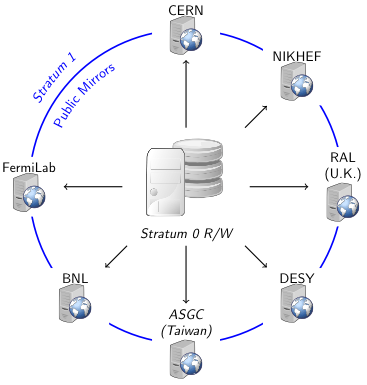 CERN
Stratum 1
Public Mirrors
NIKHEF
FermiLab
RAL
(U.K.)
Stratum 0 R/W
BNL
DESY
ASGC
(Taiwan)